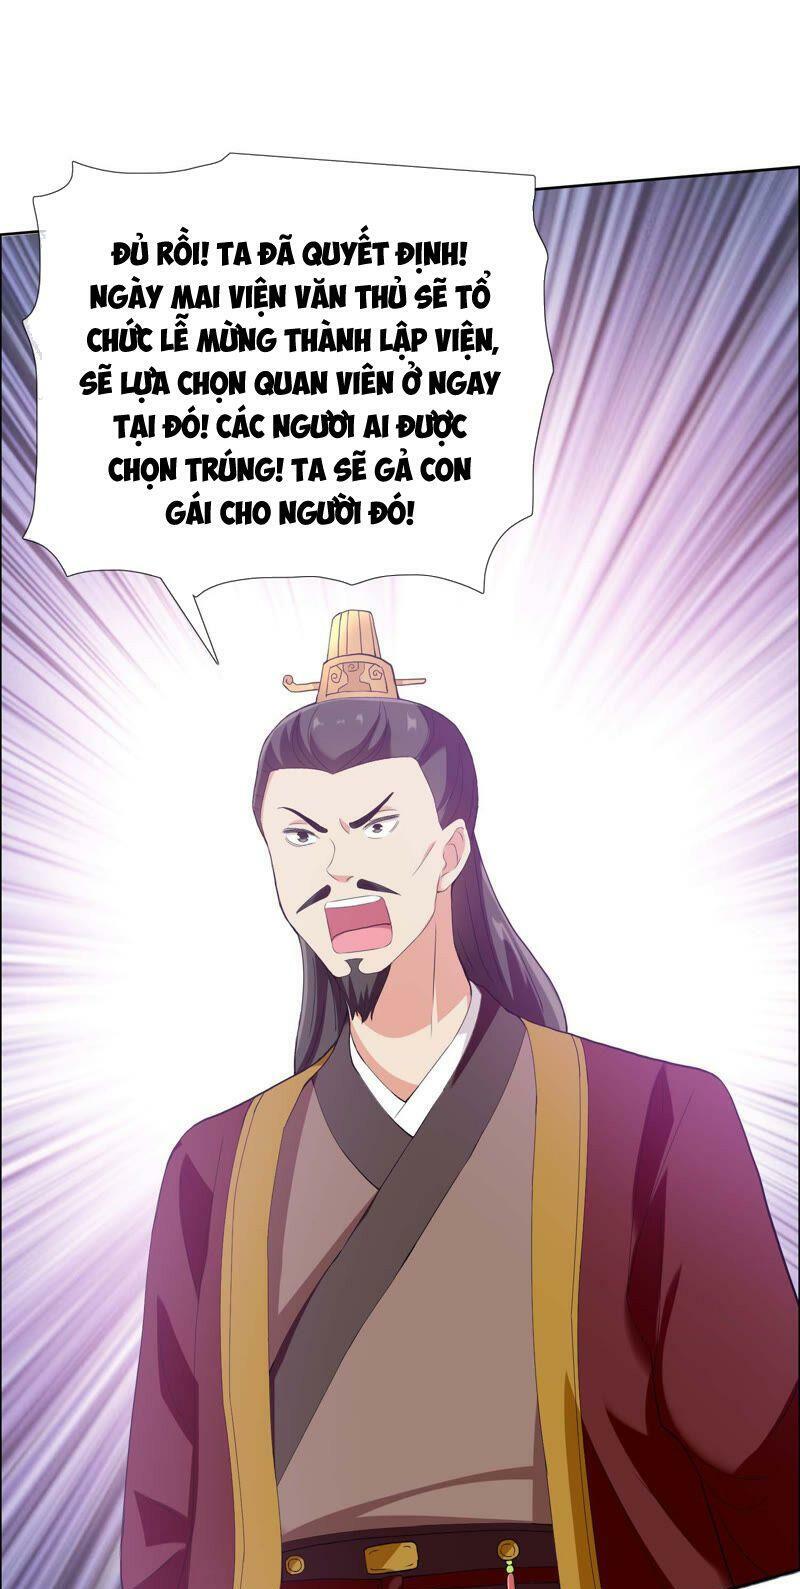 ĐỦ RỒI! TA ĐÃ QUYẾT ĐỊNH!
NGÀY MAI VIỆN VĂN THỦ SẼ TỔ
CHỨC LỄ MỪNG THÀNH LẬP VIỆN,
SẼ LỰA CHỌN QUAN VIÊN Ở NGAY
TẠI ĐÓ! CÁC NGƯƠI AI ĐƯỢC
CHỌN TRÚNG! TA SẼ GẢ CON
GÁI CHO NGƯỜI ĐÓ!